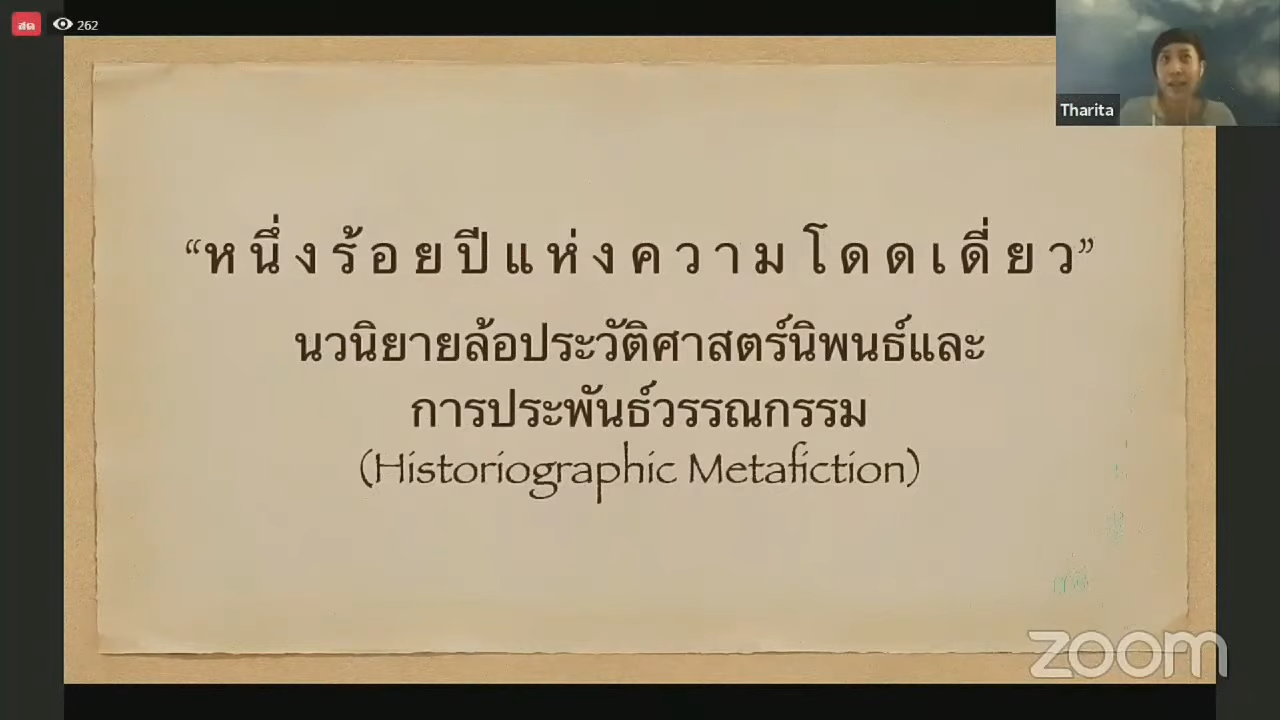 สด 262
Tharita
“ห นึ่ ง ร้ อ ย ปี แ ห่ ง ค ว า ม โ ด ด เ ดี่ ย ว”
นวนิยายล้อประวัติศาสตร์นิพนธ์และ
การประพันธ์วรรณกรรม
(Historiographic Metafiction)
zoom